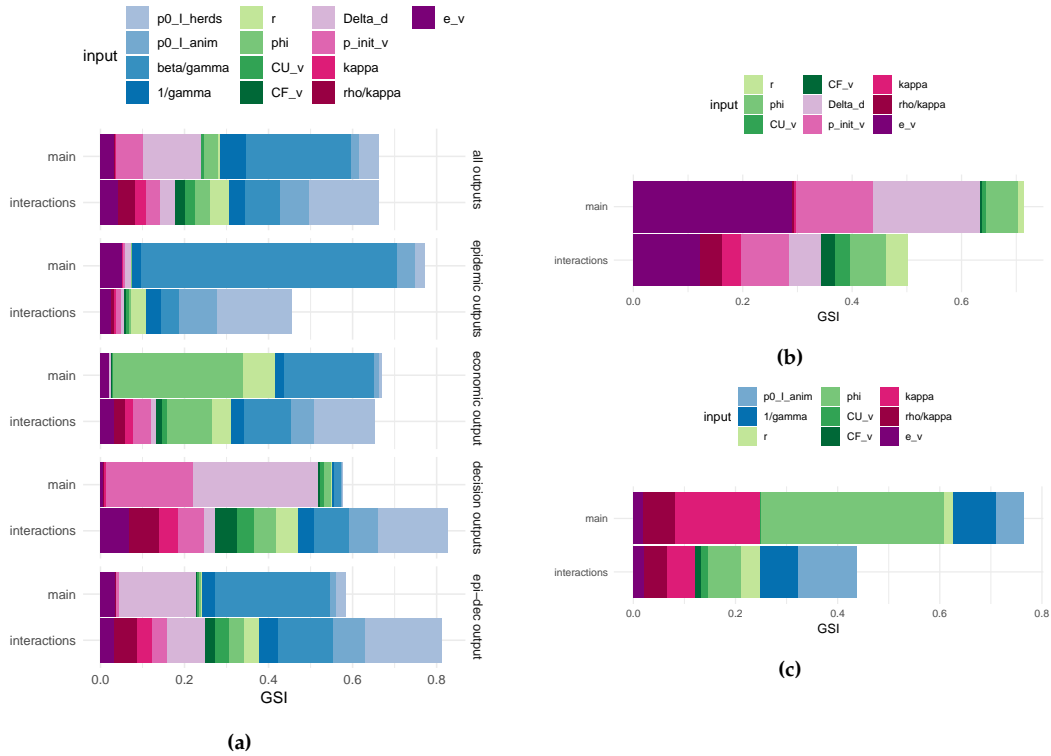 p0_I_herds r Delta_d e_v
p0_I_anim phi p_init_v
input
beta/gamma CU_v kappa
1/gamma CF_v rho/kappa
main
interactions
all outputs
main
interactions
epidemic outputs
main
interactions
economic output
main
interactions
decision outputs
main
interactions
epi−dec output
0.0 0.2 0.4 0.6 0.8
GSI
(a)
r CF_v kappa
input phi Delta_d rho/kappa
CU_v p_init_v e_v
main
interactions
0.0 0.2 0.4 0.6
GSI
(b)
p0_I_anim phi kappa
input 1/gamma CU_v rho/kappa
r CF_v e_v
main
interactions
0.0 0.2 0.4 0.6 0.8
GSI
(c)